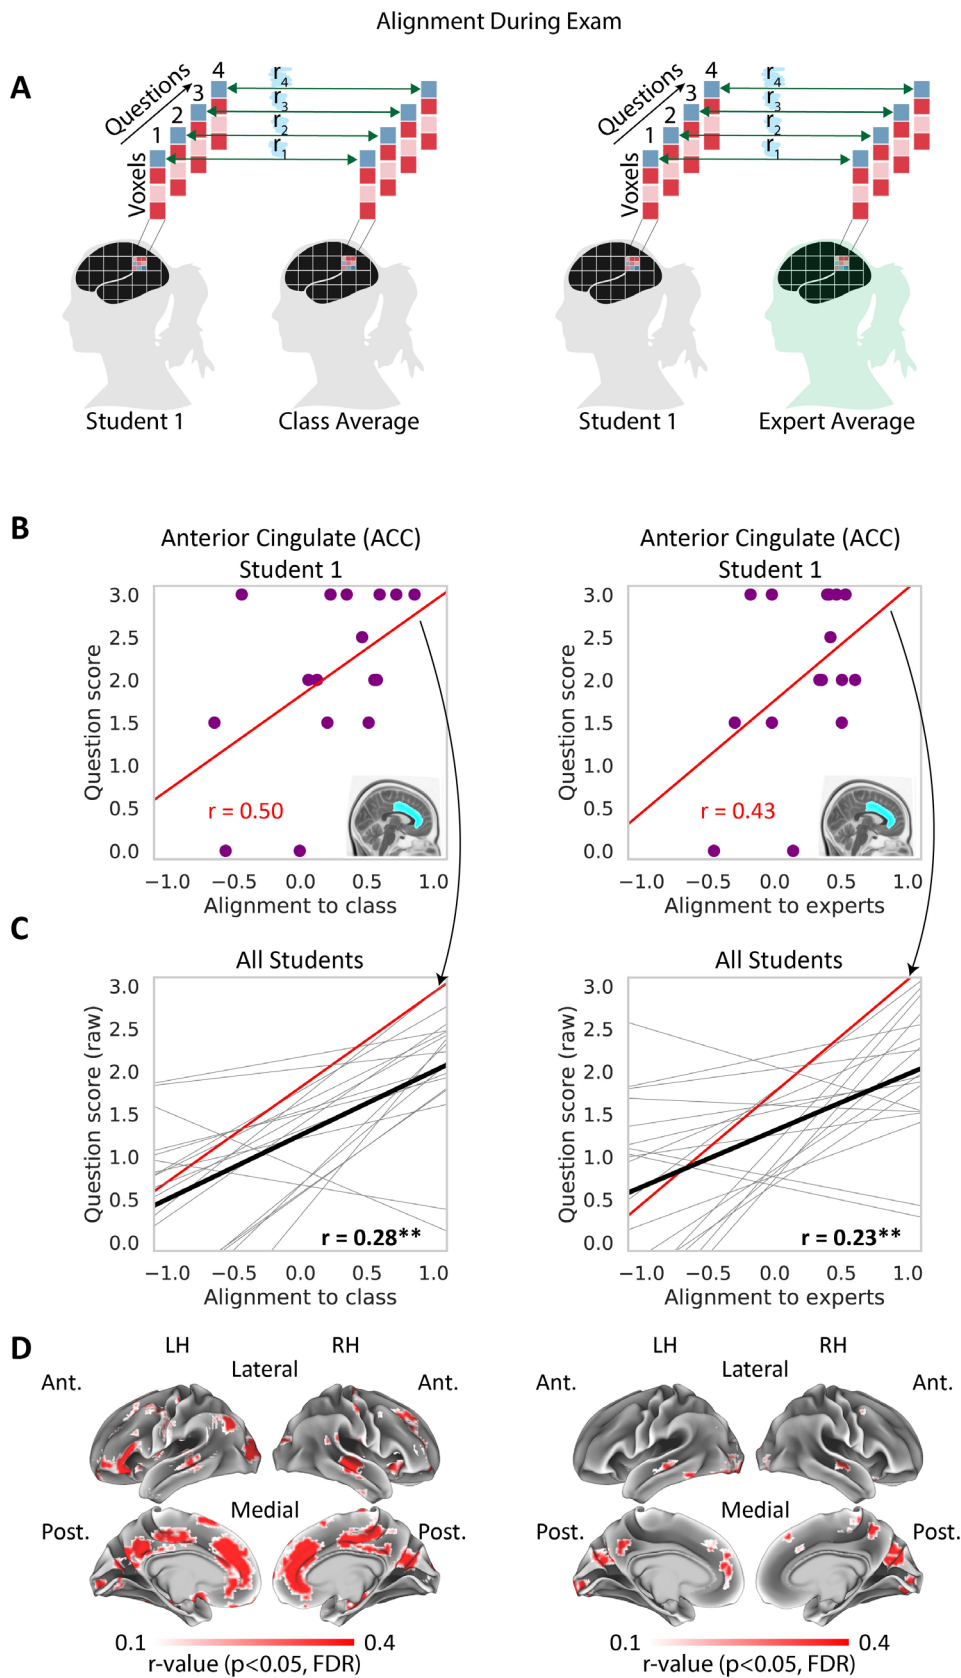 Alignment During Exam
A
Questions
1 2 3 4
Voxels
r4
r3
r2
r1
Student 1
Class Average
Questions
1 2 3 4
Voxels
r4
r3
r2
r1
Student 1
Expert Average
B
Anterior Cingulate (ACC)
Student 1
Question score
3.0
2.5
2.0
1.5
1.0
0.5
0.0
r = 0.50
−1.0 −0.5 0.0 0.5 1.0
Alignment to class
Anterior Cingulate (ACC)
Student 1
Question score
3.0
2.5
2.0
1.5
1.0
0.5
0.0
r = 0.43
−1.0 −0.5 0.0 0.5 1.0
Alignment to experts
C
All Students
Question score (raw)
3.0
2.5
2.0
1.5
1.0
0.5
0.0
r = 0.28**
−1.0 −0.5 0.0 0.5 1.0
Alignment to class
All Students
Question score (raw)
3.0
2.5
2.0
1.5
1.0
0.5
0.0
r = 0.23**
−1.0 −0.5 0.0 0.5 1.0
Alignment to experts
D
LH RH
Lateral
Ant. Ant.
Medial
Post. Post.
0.1 0.4
r-value (p<0.05, FDR)
LH RH
Lateral
Ant. Ant.
Medial
Post. Post.
0.1 0.4
r-value (p<0.05, FDR)